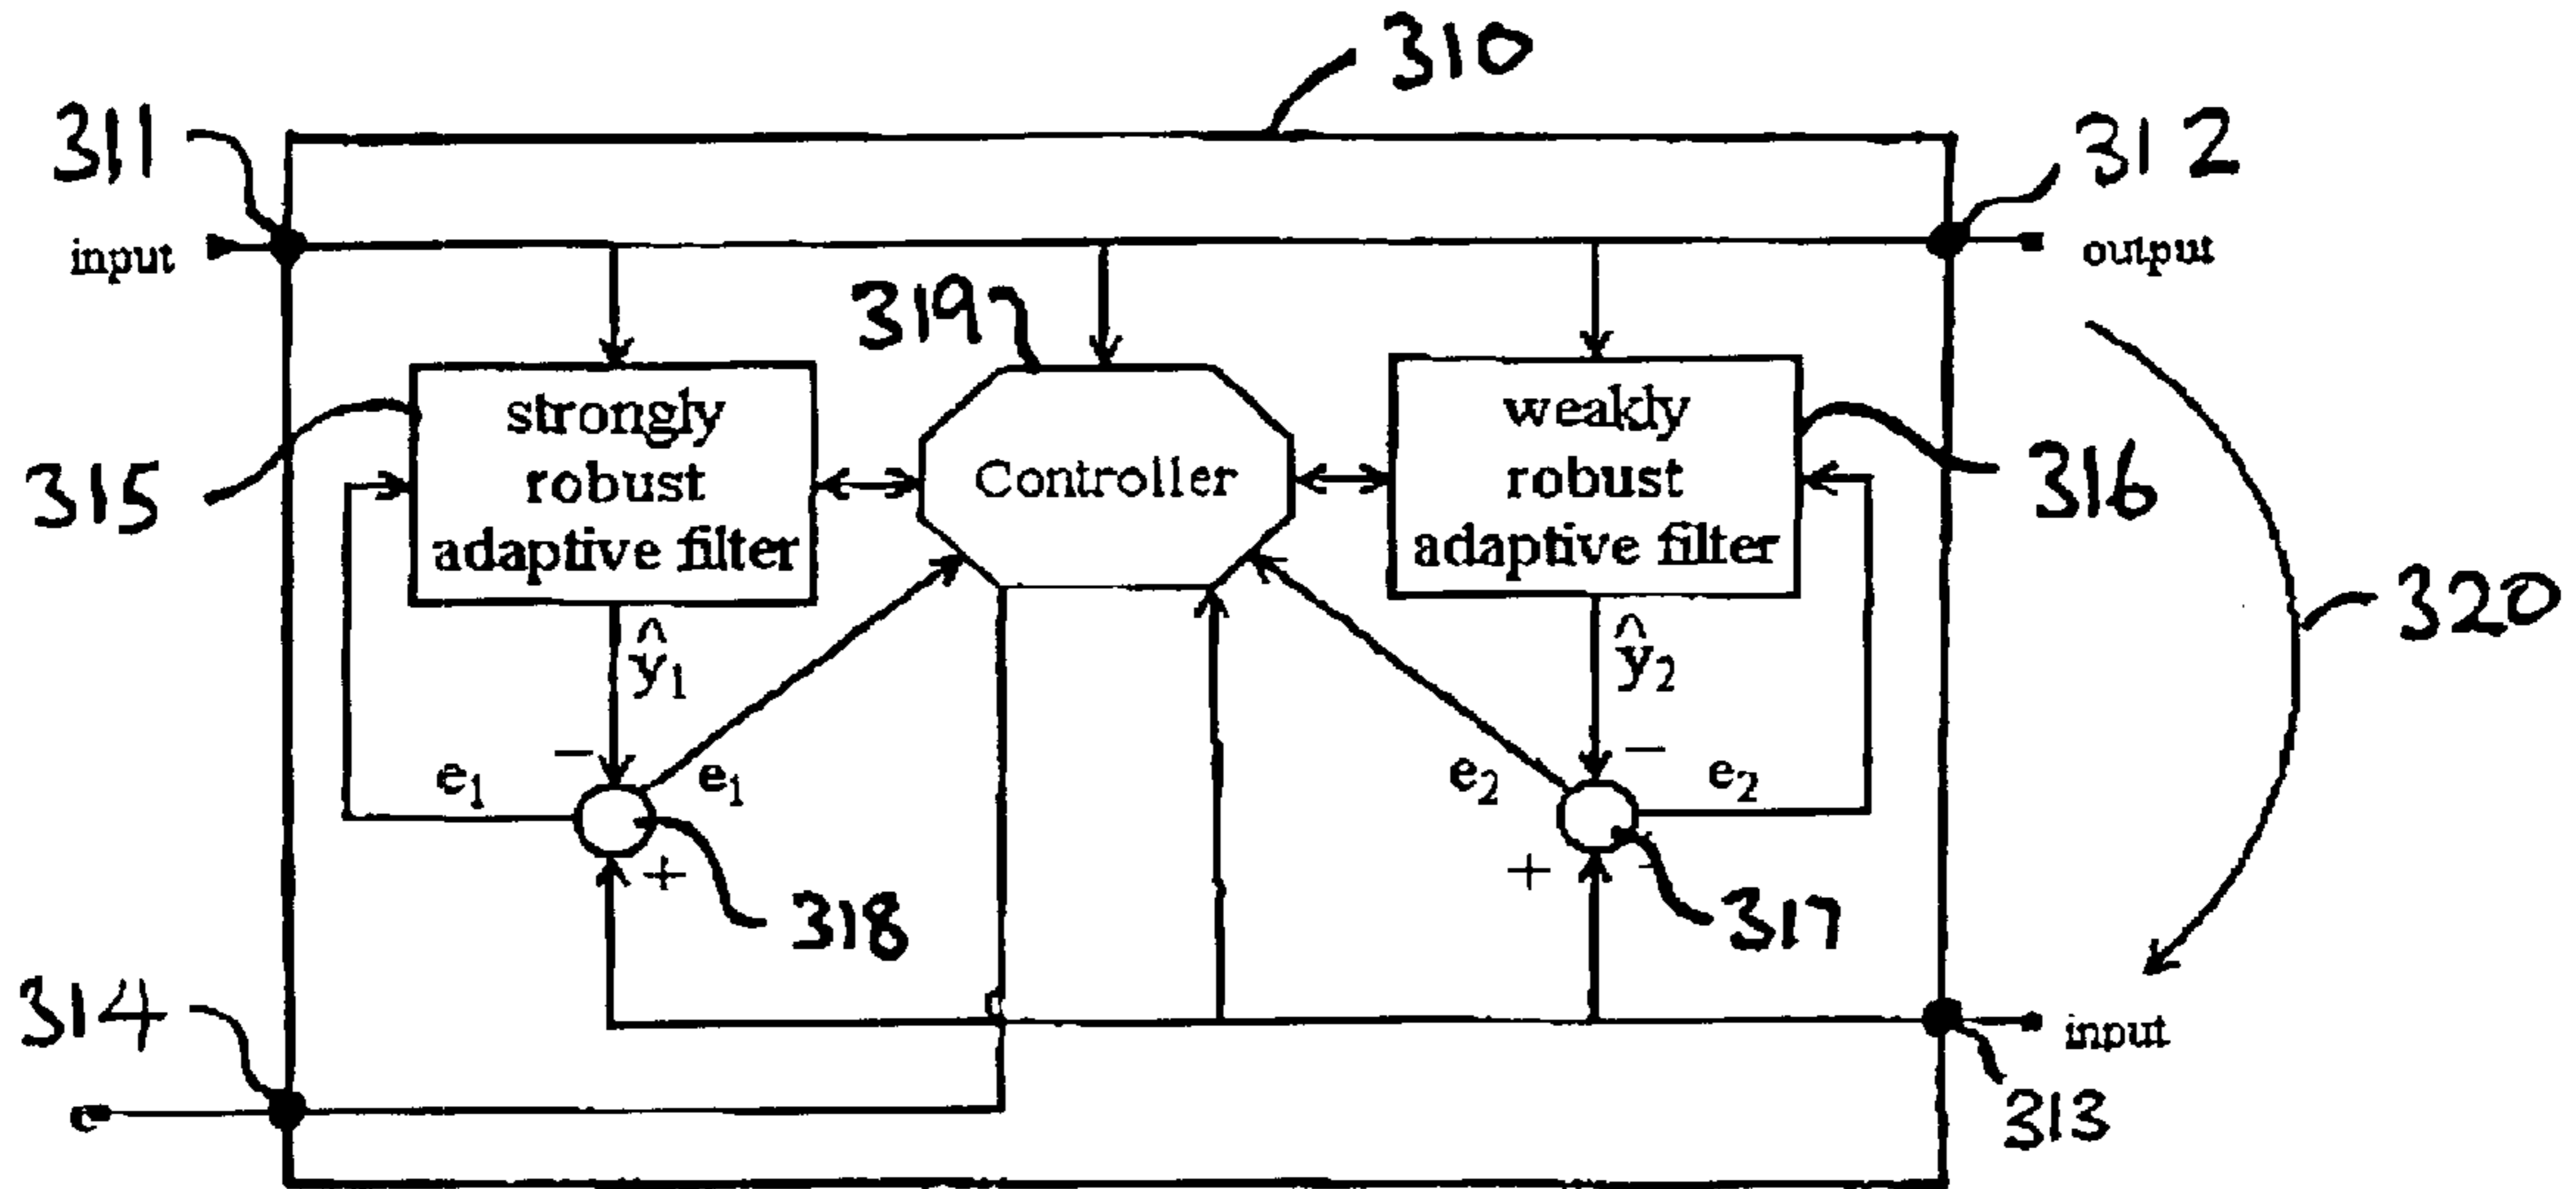 310
311
312
input
output
319
strongly
robust
adaptive filter
Controller
weakly
robust
adaptive filter
315
316
320
ŷ1
ŷ2
−
−
e1
e1
e2
e2
+
+
318
317
314
input
e
313